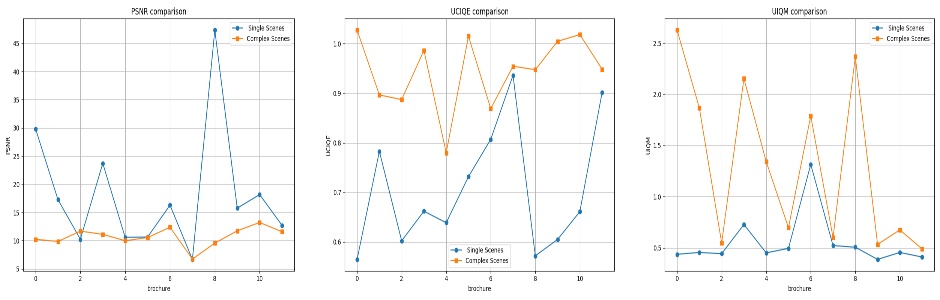 PSNR comparison
Single Scenes
Complex Scenes
45
40
35
30
25
20
15
10
5
PSNR
0 2 4 6 8 10
brochure
UCIQE comparison
1.0
0.9
0.8
0.7
0.6
UCIQE
Single Scenes
Complex Scenes
0 2 4 6 8 10
brochure
UIQM comparison
Single Scenes
Complex Scenes
2.5
2.0
1.5
1.0
0.5
UIQM
0 2 4 6 8 10
brochure